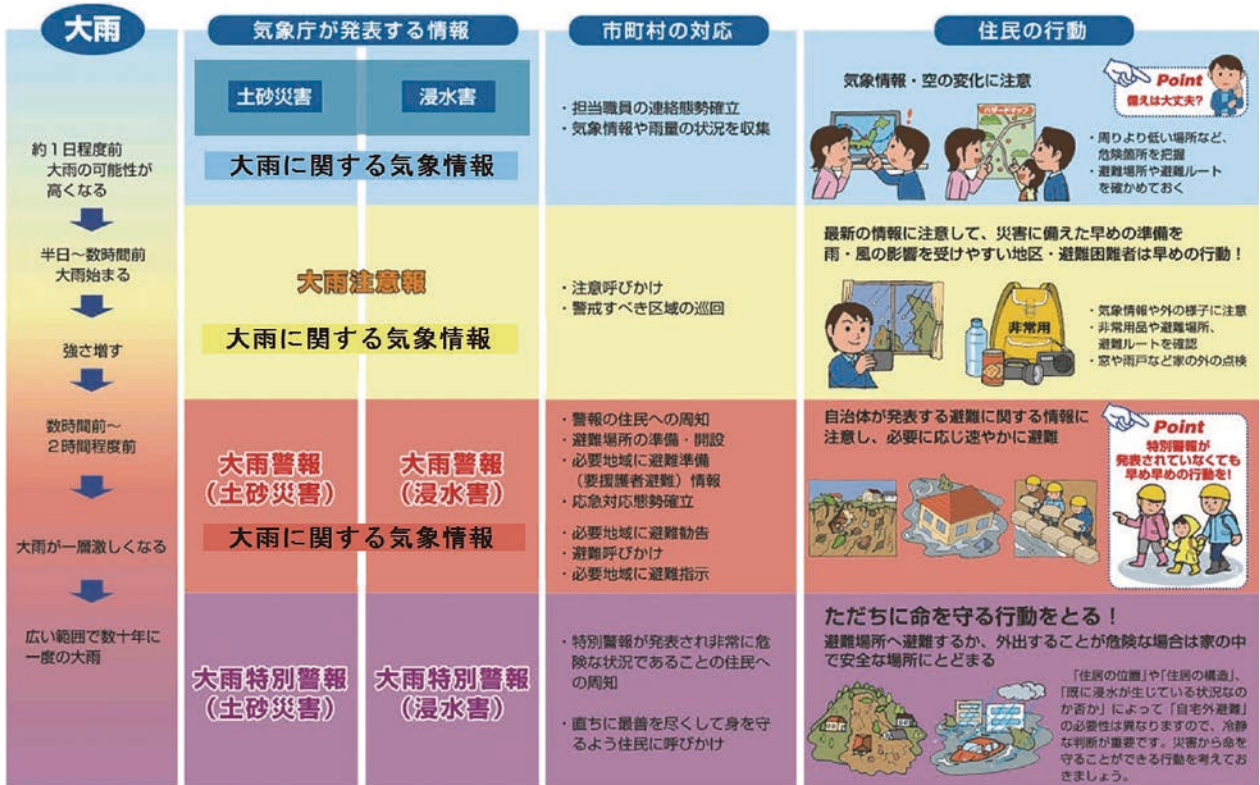 大雨
気象庁が発表する情報
市町村の対応
住民の行動
約1日程度前
大雨の可能性が
高くなる
半日～数時間前
大雨始まる
強さ増す
数時間前～
2時間程度前
大雨が一層激しくなる
広い範囲で数十年に
一度の大雨
土砂災害
浸水害
大雨に関する気象情報
大雨注意報
大雨に関する気象情報
大雨警報
（土砂災害）
大雨警報
（浸水害）
大雨に関する気象情報
大雨特別警報
（土砂災害）
大雨特別警報
（浸水害）
・担当職員の連絡態勢確立
・気象情報や雨量の状況を収集
・注意呼びかけ
・警戒すべき区域の巡回
・警報の住民への周知
・避難場所の準備・開設
・必要地域に避難準備
（要援護者避難）情報
・応急対応態勢確立
・必要地域に避難勧告
・避難呼びかけ
・必要地域に避難指示
・特別警報が発表され非常に危
険な状況であることの住民へ
の周知
・直ちに最善を尽くして身を守
るよう住民に呼びかけ
気象情報・空の変化に注意
ハザードマップ
Point
備えは大丈夫？
・周りより低い場所など、
危険箇所を把握
・避難場所や避難ルート
を確かめておく
最新の情報に注意して、災害に備えた早めの準備を
雨・風の影響を受けやすい地区・避難困難者は早めの行動！
非常用
・気象情報や外の様子に注意
・非常用品や避難場所、
避難ルートを確認
・窓や雨戸など家の外の点検
自治体が発表する避難に関する情報に
注意し、必要に応じ速やかに避難
Point
特別警報が
発表されていなくても
早め早めの行動を！
ただちに命を守る行動をとる！
避難場所へ避難するか、外出することが危険な場合は家の中
で安全な場所にとどまる
「住居の位置」や「住居の構造」、
「既に浸水が生じている状況なの
か否か」によって「自宅外避難」
の必要性は異なりますので、冷静
な判断が重要です。災害から命を
守ることができる行動を考えてお
きましょう。